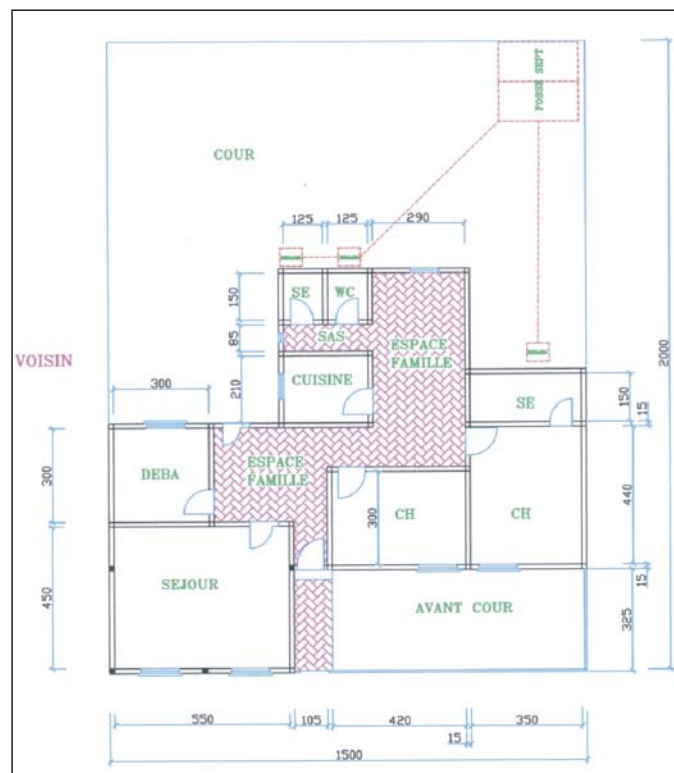 FOSSE SEPT
COUR
125
125
290
150
SE
WC
85
SAS
ESPACE
FAMILLE
2000
VOISIN
210
CUISINE
300
SE
150
15
300
DEBA
ESPACE
FAMILLE
300
CH
CH
440
450
SEJOUR
AVANT COUR
15
325
550
105
420
350
15
1500